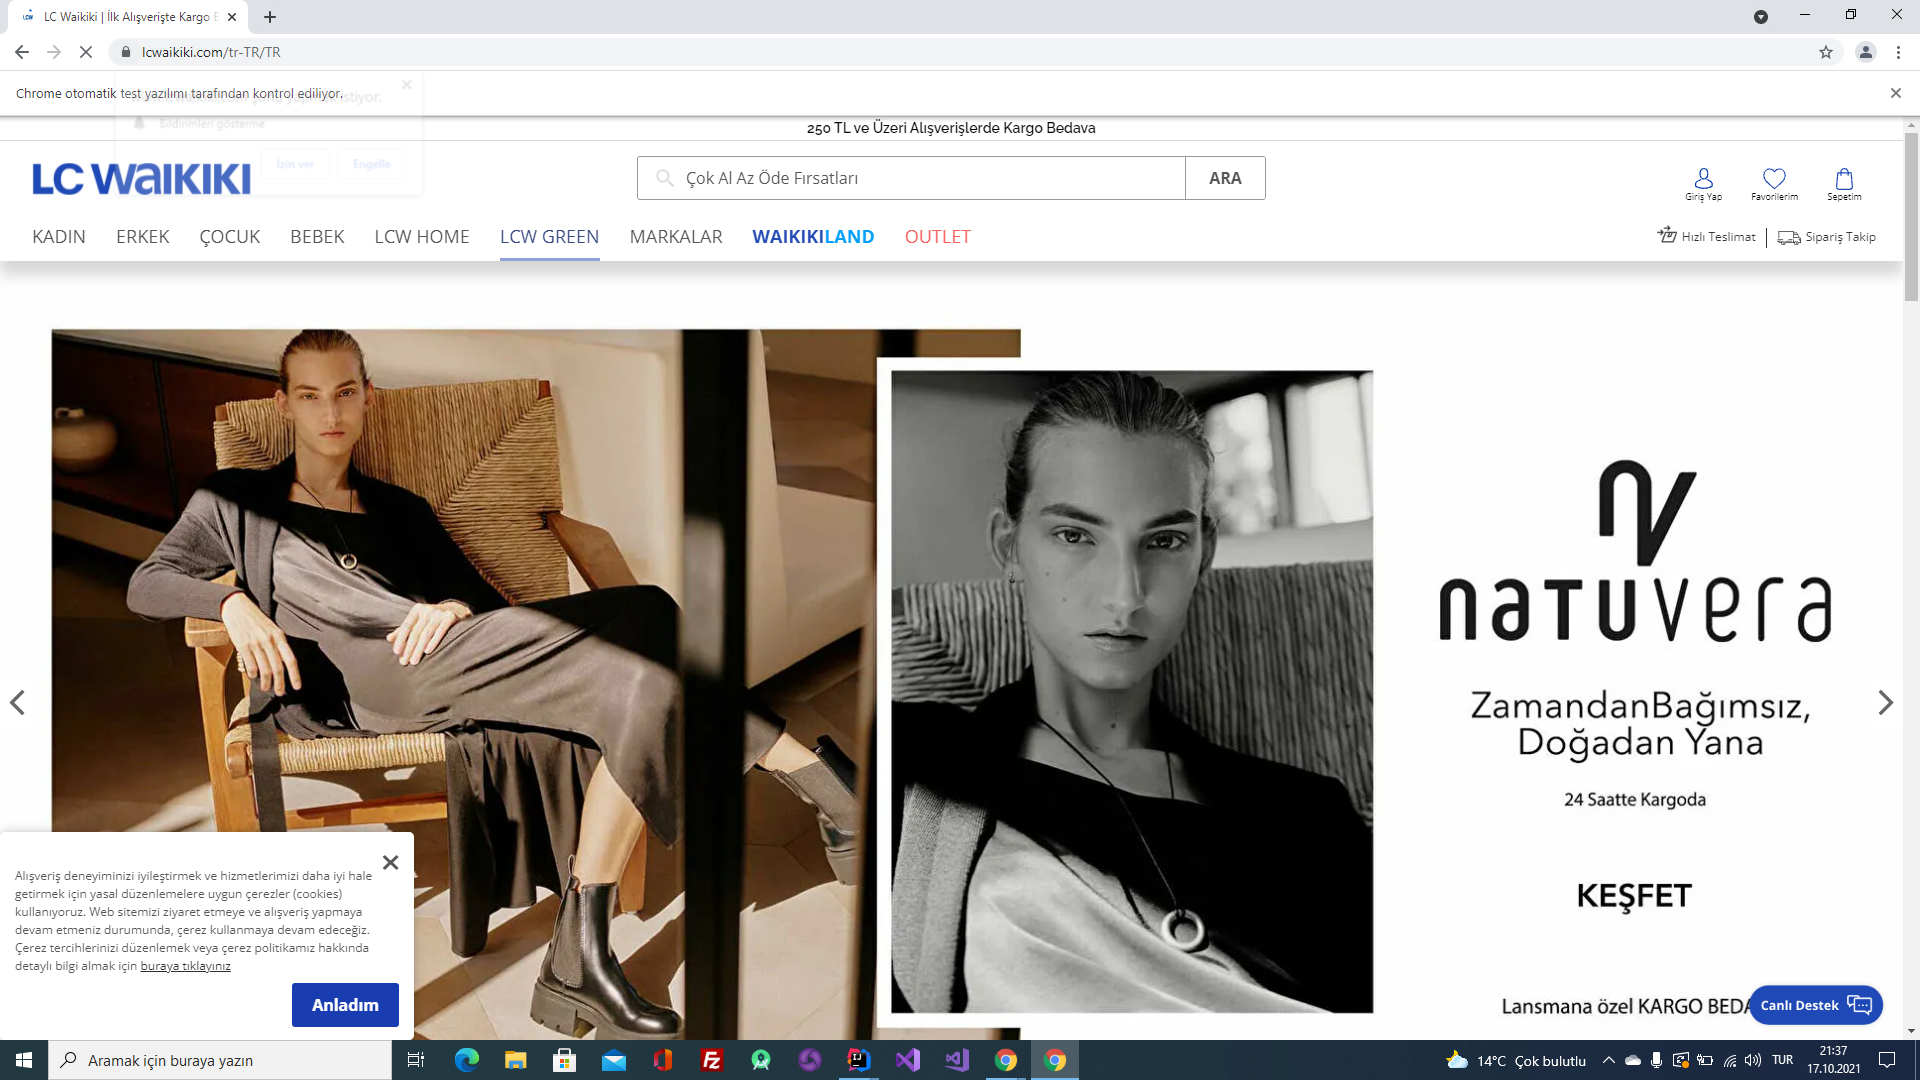 LC Waikiki | İlk Alışverişte Kargo B
lcwaikiki.com/tr-TR/TR
Chrome otomatik test yazılımı tarafından kontrol ediliyor.
istiyor:
Bildirimleri gösterme
İzin ver
Engelle
250 TL ve Üzeri Alışverişlerde Kargo Bedava
LC WAIKIKI
Çok Al Az Öde Fırsatları
ARA
Giriş Yap
Favorilerim
Sepetim
KADIN
ERKEK
ÇOCUK
BEBEK
LCW HOME
LCW GREEN
MARKALAR
WAIKIKILAND
OUTLET
Hızlı Teslimat
Sipariş Takip
naTUvera
ZamandanBağımsız,
Doğadan Yana
24 Saatte Kargoda
KEŞFET
Lansmana özel KARGO BEDA
Canlı Destek
Alışveriş deneyiminizi iyileştirmek ve hizmetlerimizi daha iyi hale
getirmek için yasal düzenlemelere uygun çerezler (cookies)
kullanıyoruz. Web sitemizi ziyaret etmeye ve alışveriş yapmaya
devam etmeniz durumunda, çerez kullanmaya devam edeceğiz.
Çerez tercihlerinizi düzenlemek veya çerez politikamız hakkında
detaylı bilgi almak için buraya tıklayınız
Anladım
Aramak için buraya yazın
14°C Çok bulutlu
TUR
21:37
17.10.2021